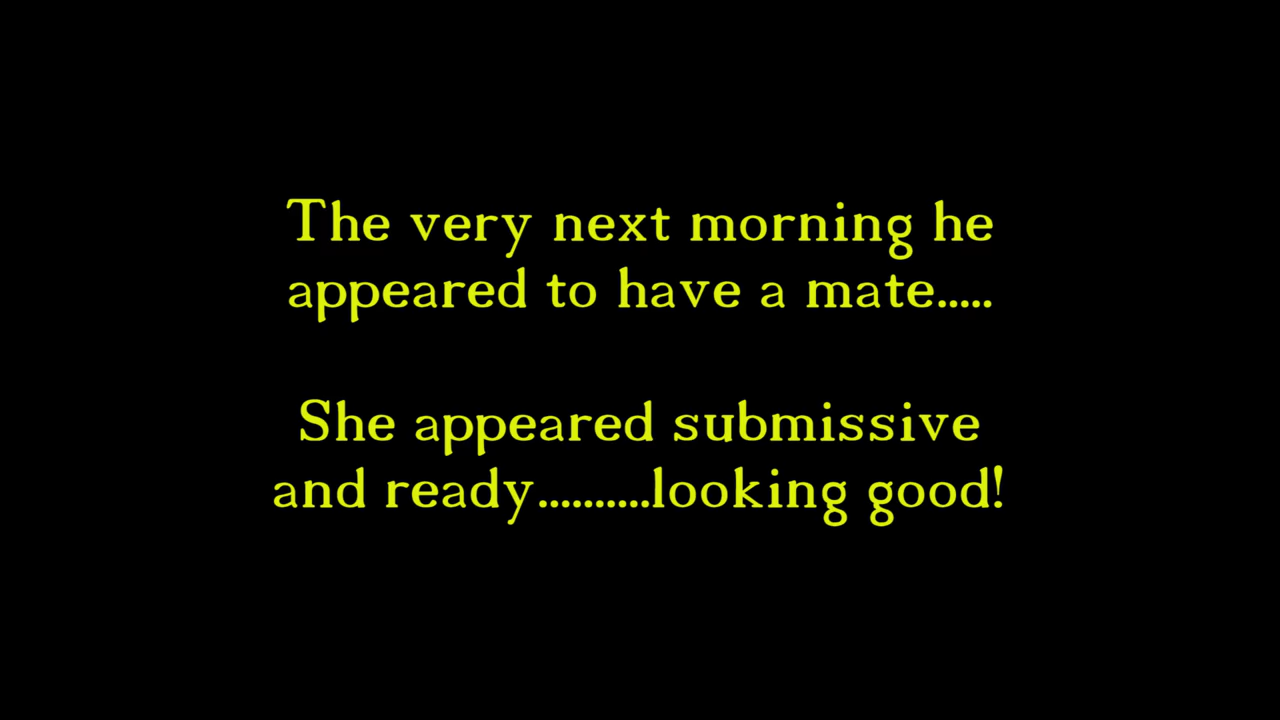 The very next morning he
appeared to have a mate.....
She appeared submissive
and ready..........looking good!